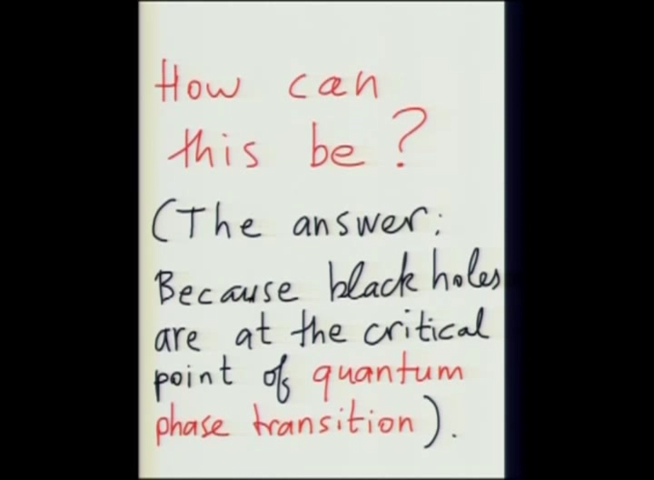 How can
this be?
(The answer:
Because black holes
are at the critical
point of quantum
phase transition).